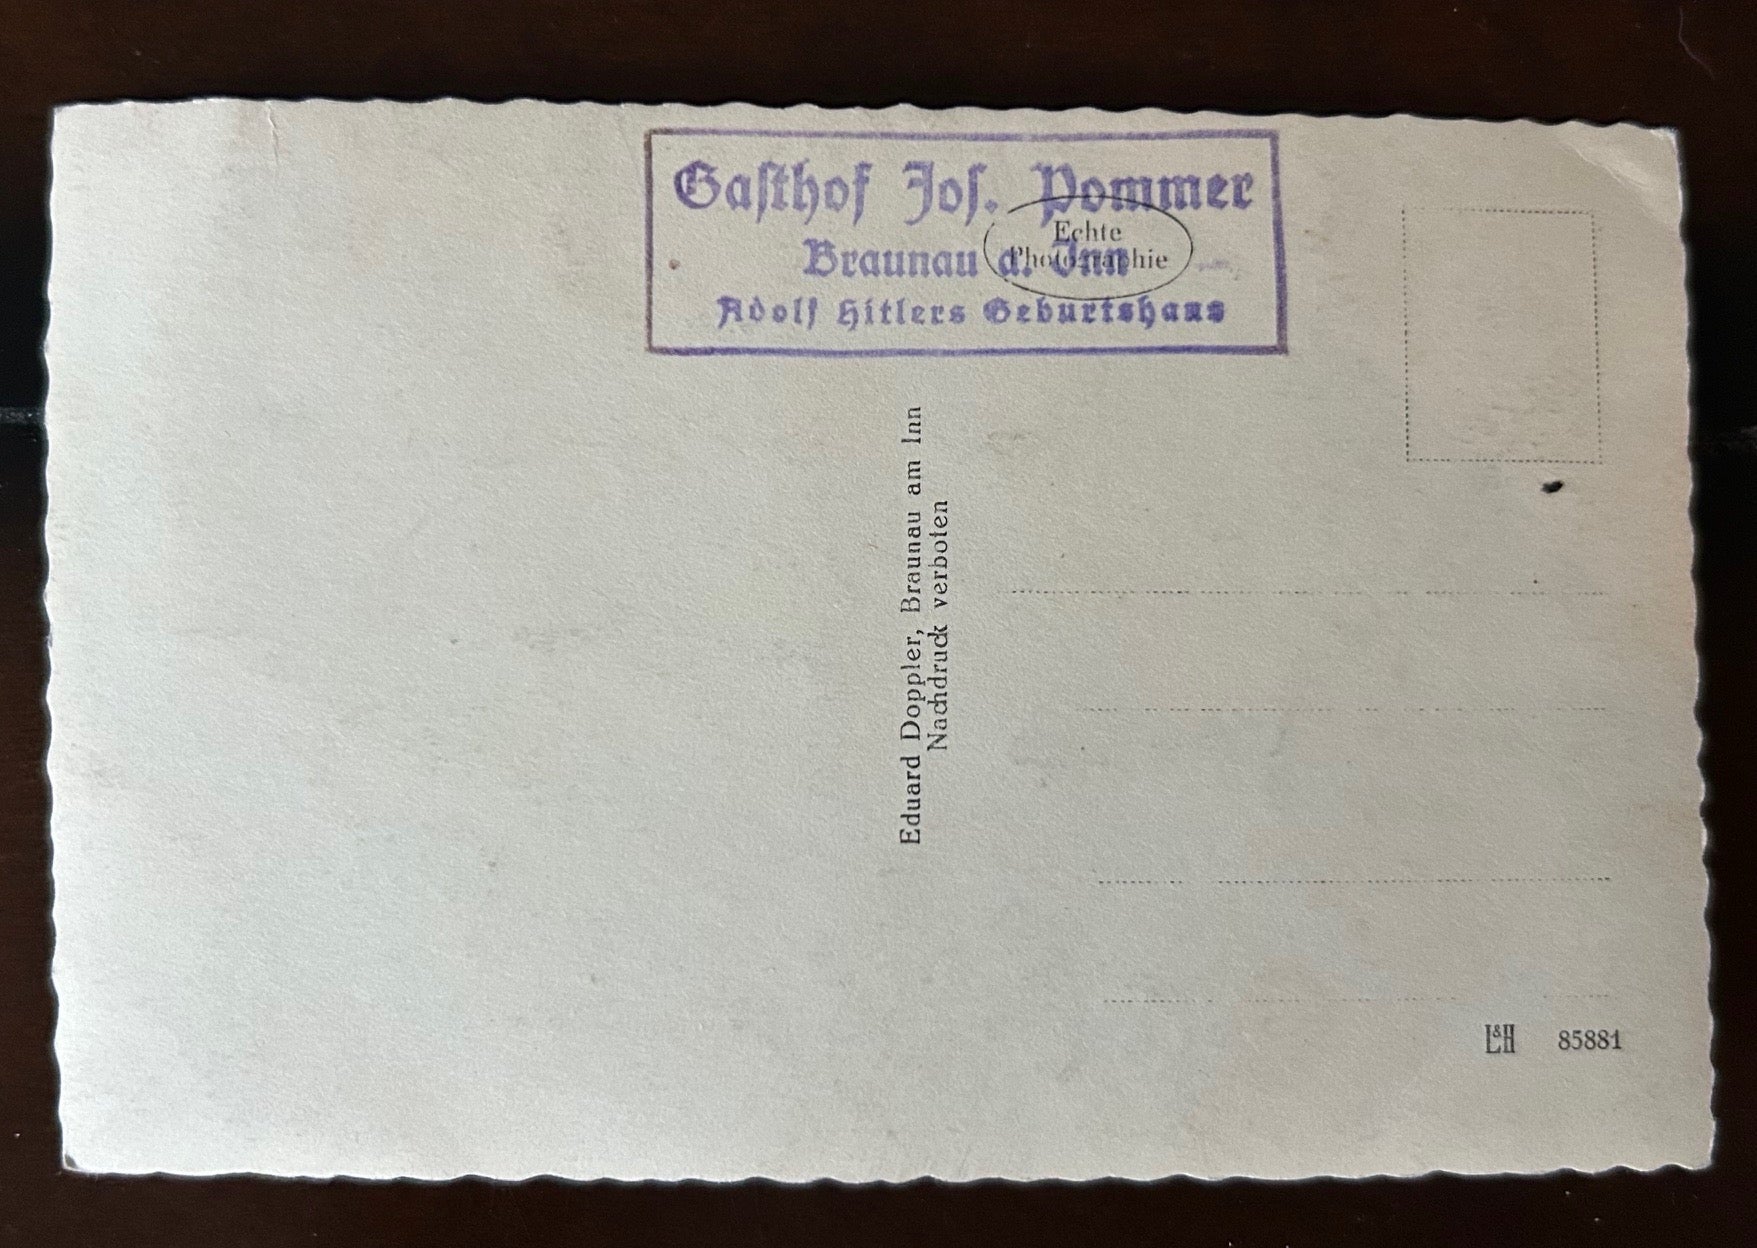 Gasthof Jos. Pommer
Braunau a. Inn
Adolf Hitlers Geburtshaus
Echte
Photographie
Eduard Doppler, Braunau am Inn
Nachdruck verboten
L&H 85881